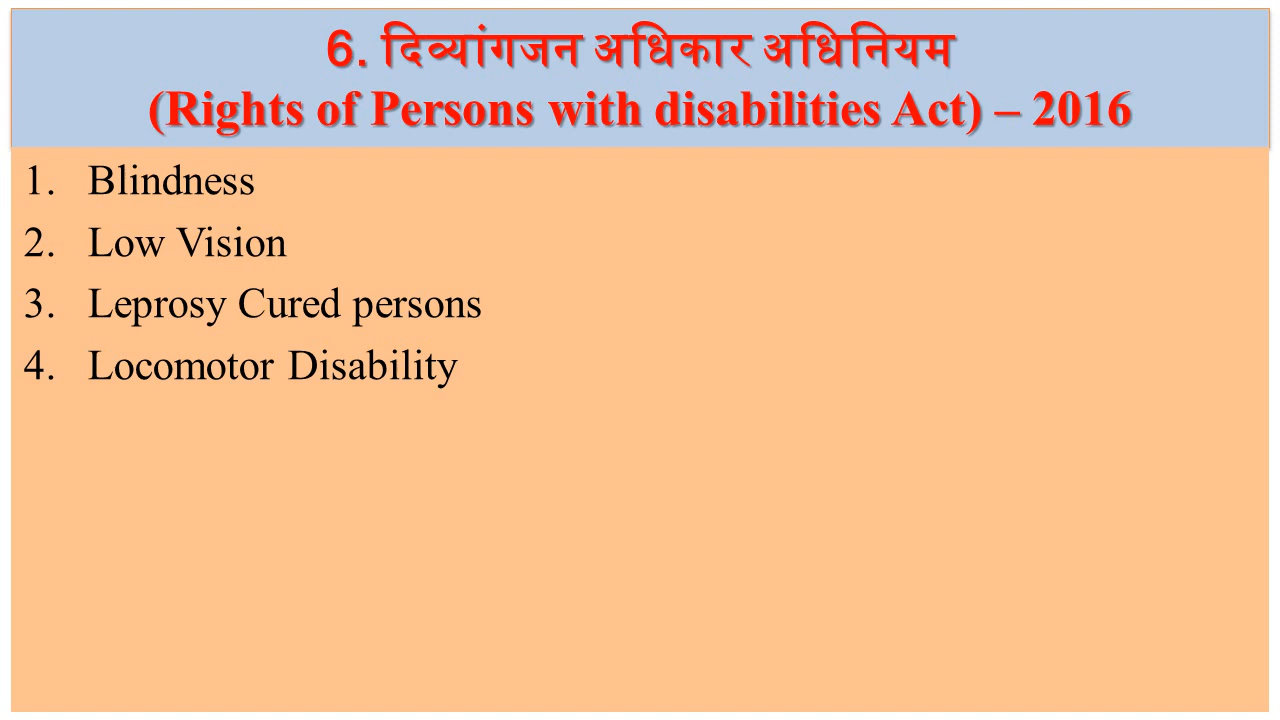 6. दिव्यांगजन अधिकार अधिनियम
(Rights of Persons with disabilities Act) – 2016
1. Blindness
2. Low Vision
3. Leprosy Cured persons
4. Locomotor Disability